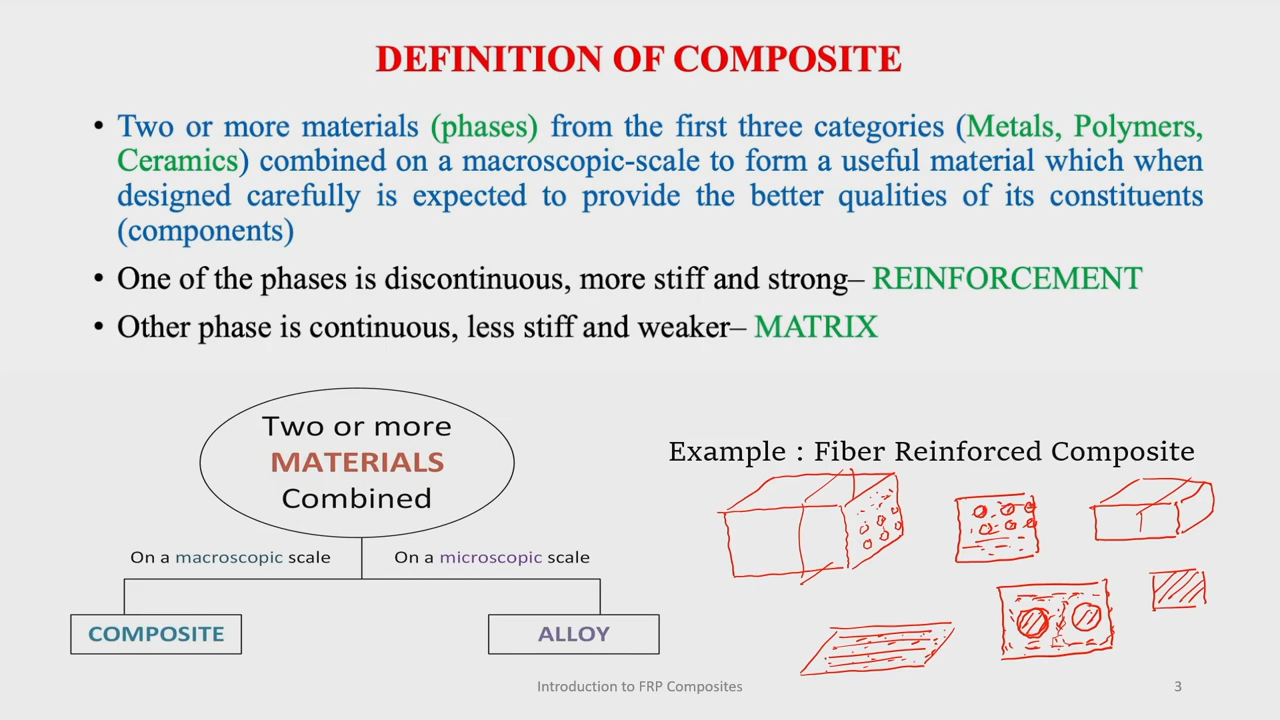 DEFINITION OF COMPOSITE
• Two or more materials (phases) from the first three categories (Metals, Polymers,
Ceramics) combined on a macroscopic-scale to form a useful material which when
designed carefully is expected to provide the better qualities of its constituents
(components)
• One of the phases is discontinuous, more stiff and strong– REINFORCEMENT
• Other phase is continuous, less stiff and weaker– MATRIX
Two or more
MATERIALS
Combined
On a macroscopic scale
On a microscopic scale
COMPOSITE
ALLOY
Example : Fiber Reinforced Composite
Introduction to FRP Composites
3